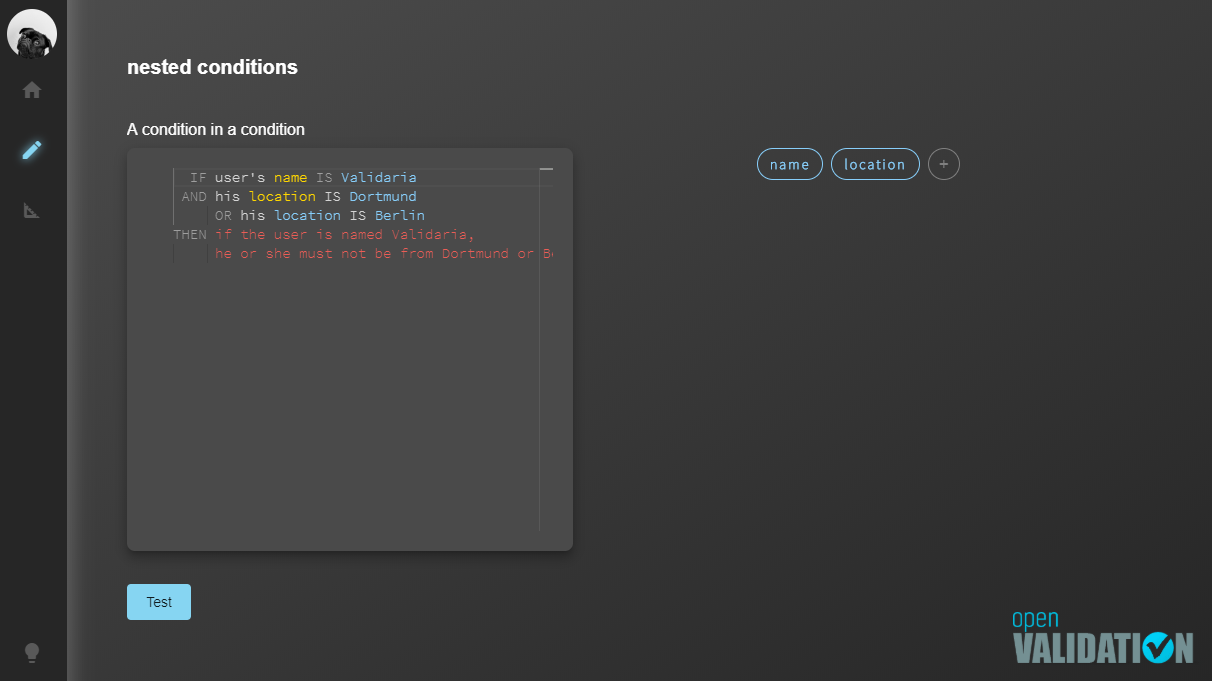 nested conditions
A condition in a condition
IF user's name IS Validaria
AND his location IS Dortmund
OR his location IS Berlin
THEN if the user is named Validaria,
he or she must not be from Dortmund or
name
location
+
Test
open
VALIDATION